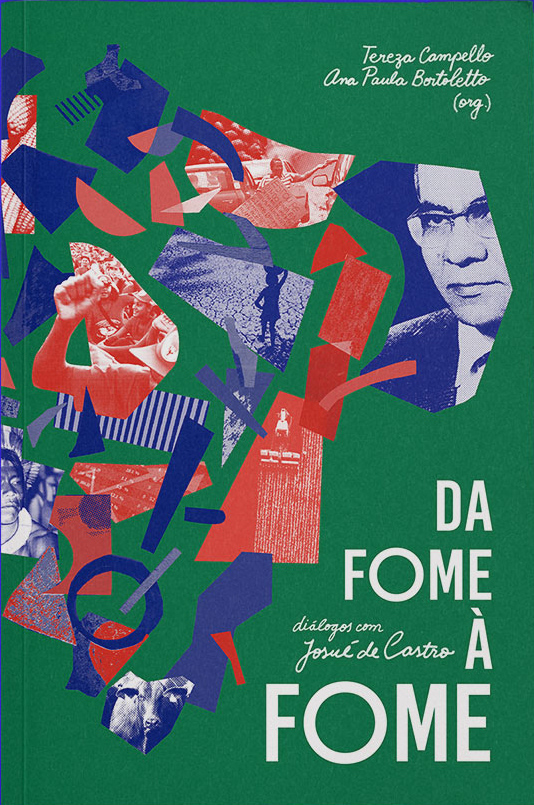 Tereza Campello
Ana Paula Bortoletto
(org.)
DA
FOME
diálogos com
Josué de Castro
À
FOME